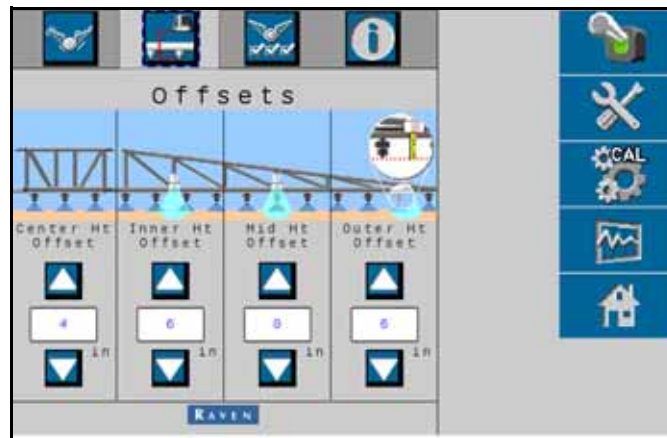 Offsets
CAL
Center Ht Inner Ht Mid Ht Outer Ht
Offset Offset Offset Offset
4 6 0 6
in in in in
RAVEN